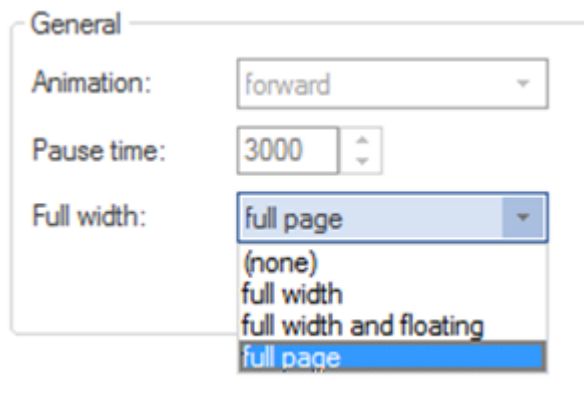 General
Animation: forward
Pause time: 3000
Full width: full page
(none)
full width
full width and floating
full page